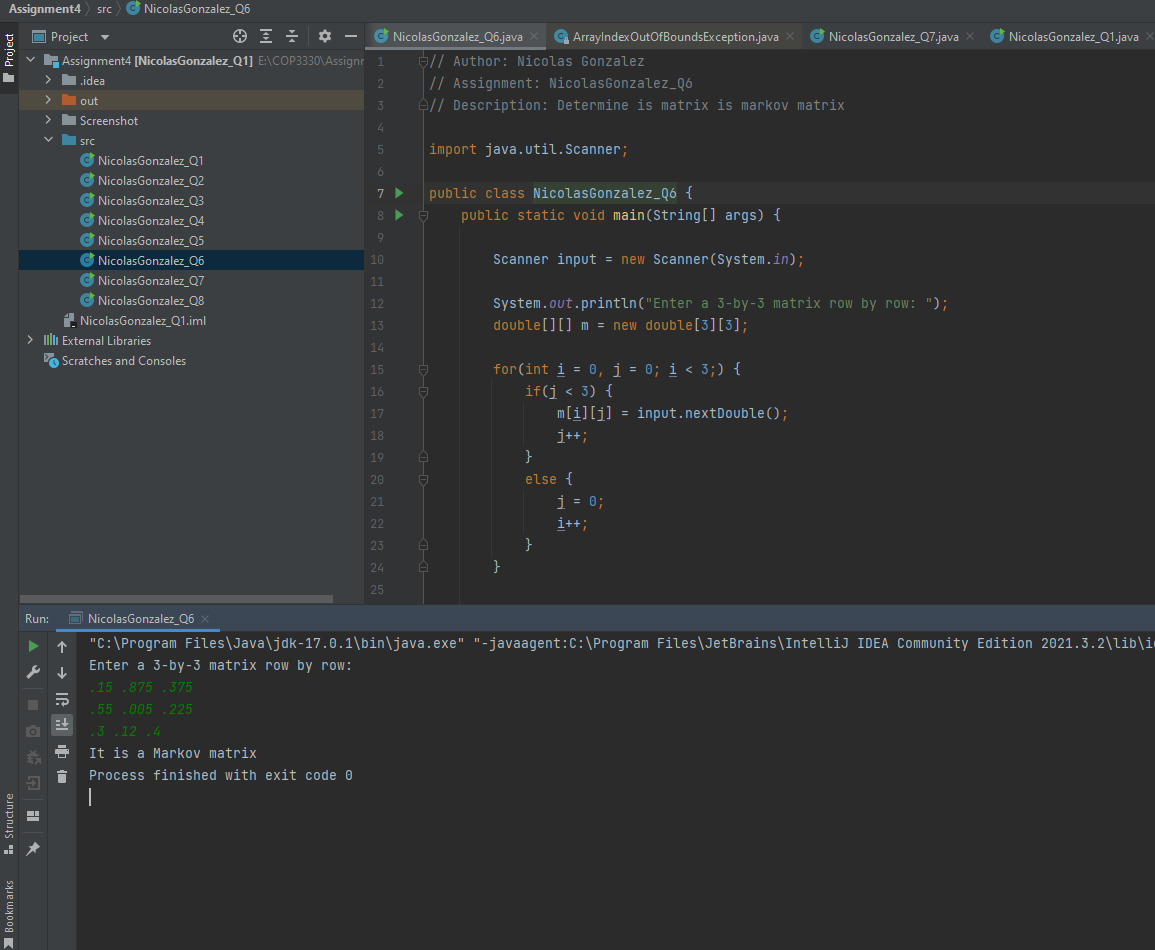 Assignment4 〉 src 〉 NicolasGonzalez_Q6
Project
Project
NicolasGonzalez_Q6.java
ArrayIndexOutOfBoundsException.java
NicolasGonzalez_Q7.java
NicolasGonzalez_Q1.java
Assignment4 [NicolasGonzalez_Q1] E:\COP3330\Assignr
.idea
out
Screenshot
src
NicolasGonzalez_Q1
NicolasGonzalez_Q2
NicolasGonzalez_Q3
NicolasGonzalez_Q4
NicolasGonzalez_Q5
NicolasGonzalez_Q6
NicolasGonzalez_Q7
NicolasGonzalez_Q8
NicolasGonzalez_Q1.iml
External Libraries
Scratches and Consoles
1 // Author: Nicolas Gonzalez
2 // Assignment: NicolasGonzalez_Q6
3 // Description: Determine is matrix is markov matrix
4
5 import java.util.Scanner;
6
7 public class NicolasGonzalez_Q6 {
8 public static void main(String[] args) {
9
10 Scanner input = new Scanner(System.in);
11
12 System.out.println("Enter a 3-by-3 matrix row by row: ");
13 double[][] m = new double[3][3];
14
15 for(int i = 0, j = 0; i < 3;) {
16 if(j < 3) {
17 m[i][j] = input.nextDouble();
18 j++;
19 }
20 else {
21 j = 0;
22 i++;
23 }
24 }
25
Run: NicolasGonzalez_Q6
"C:\Program Files\Java\jdk-17.0.1\bin\java.exe" "-javaagent:C:\Program Files\JetBrains\IntelliJ IDEA Community Edition 2021.3.2\lib\i
Enter a 3-by-3 matrix row by row:
.15 .875 .375
.55 .005 .225
.3 .12 .4
It is a Markov matrix
Process finished with exit code 0
Structure
Bookmarks